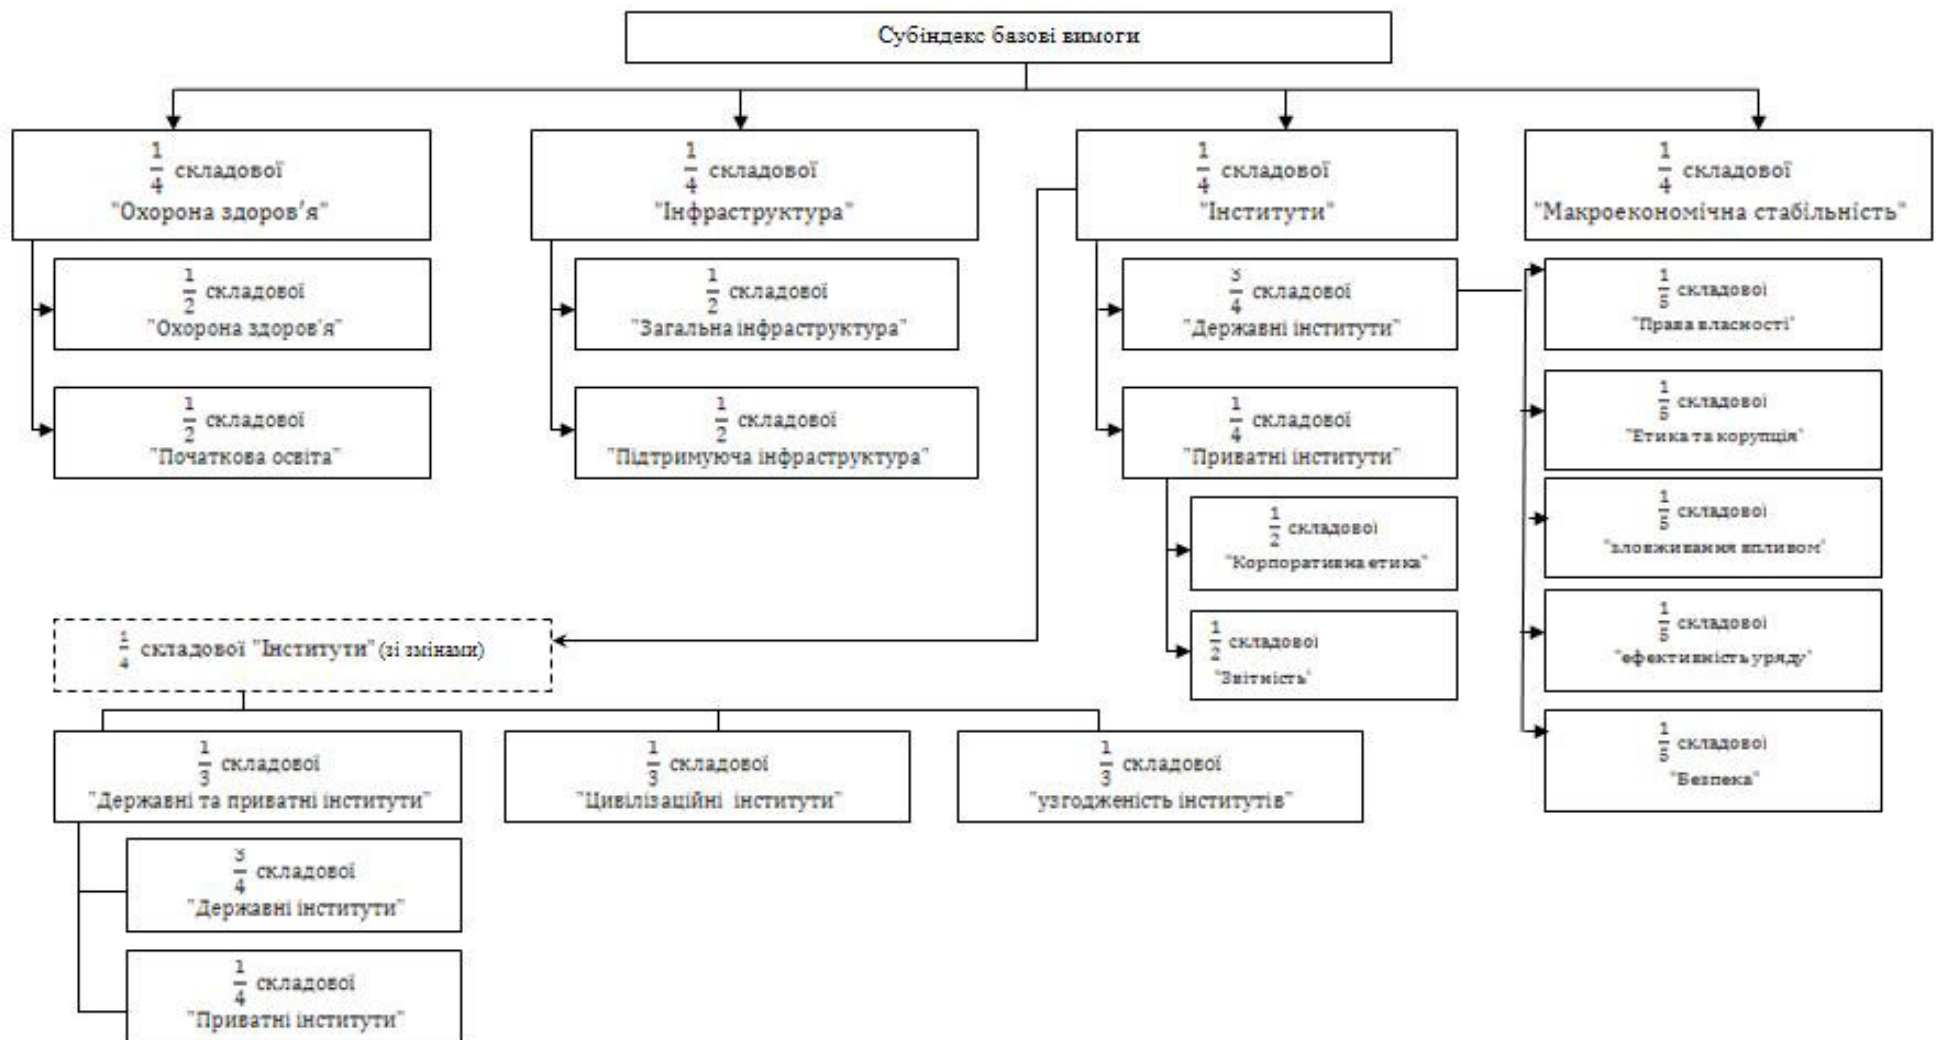 Субіндекс базові вимоги
1/4 складової
"Охорона здоров'я"
1/4 складової
"Інфраструктура"
1/4 складової
"Інститути"
1/4 складової
"Макроекономічна стабільність"
1/2 складової
"Охорона здоров'я"
1/2 складової
"Початкова освіта"
1/2 складової
"Загальна інфраструктура"
1/2 складової
"Підтримуюча інфраструктура"
3/4 складової
"Державні інститути"
1/4 складової
"Приватні інститути"
1/2 складової
"Корпоративна етика"
1/2 складової
"Звітність"
1/5 складової
"Права власності"
1/5 складової
"Етика та корупція"
1/5 складової
"зловживання впливом"
1/5 складової
"ефективність уряду"
1/5 складової
"Безпека"
1/4 складової "Інститути" (зі змінами)
1/3 складової
"Державні та приватні інститути"
1/3 складової
"Цивілізаційні інститути"
1/3 складової
"узгодженість інститутів"
3/4 складової
"Державні інститути"
1/4 складової
"Приватні інститути"